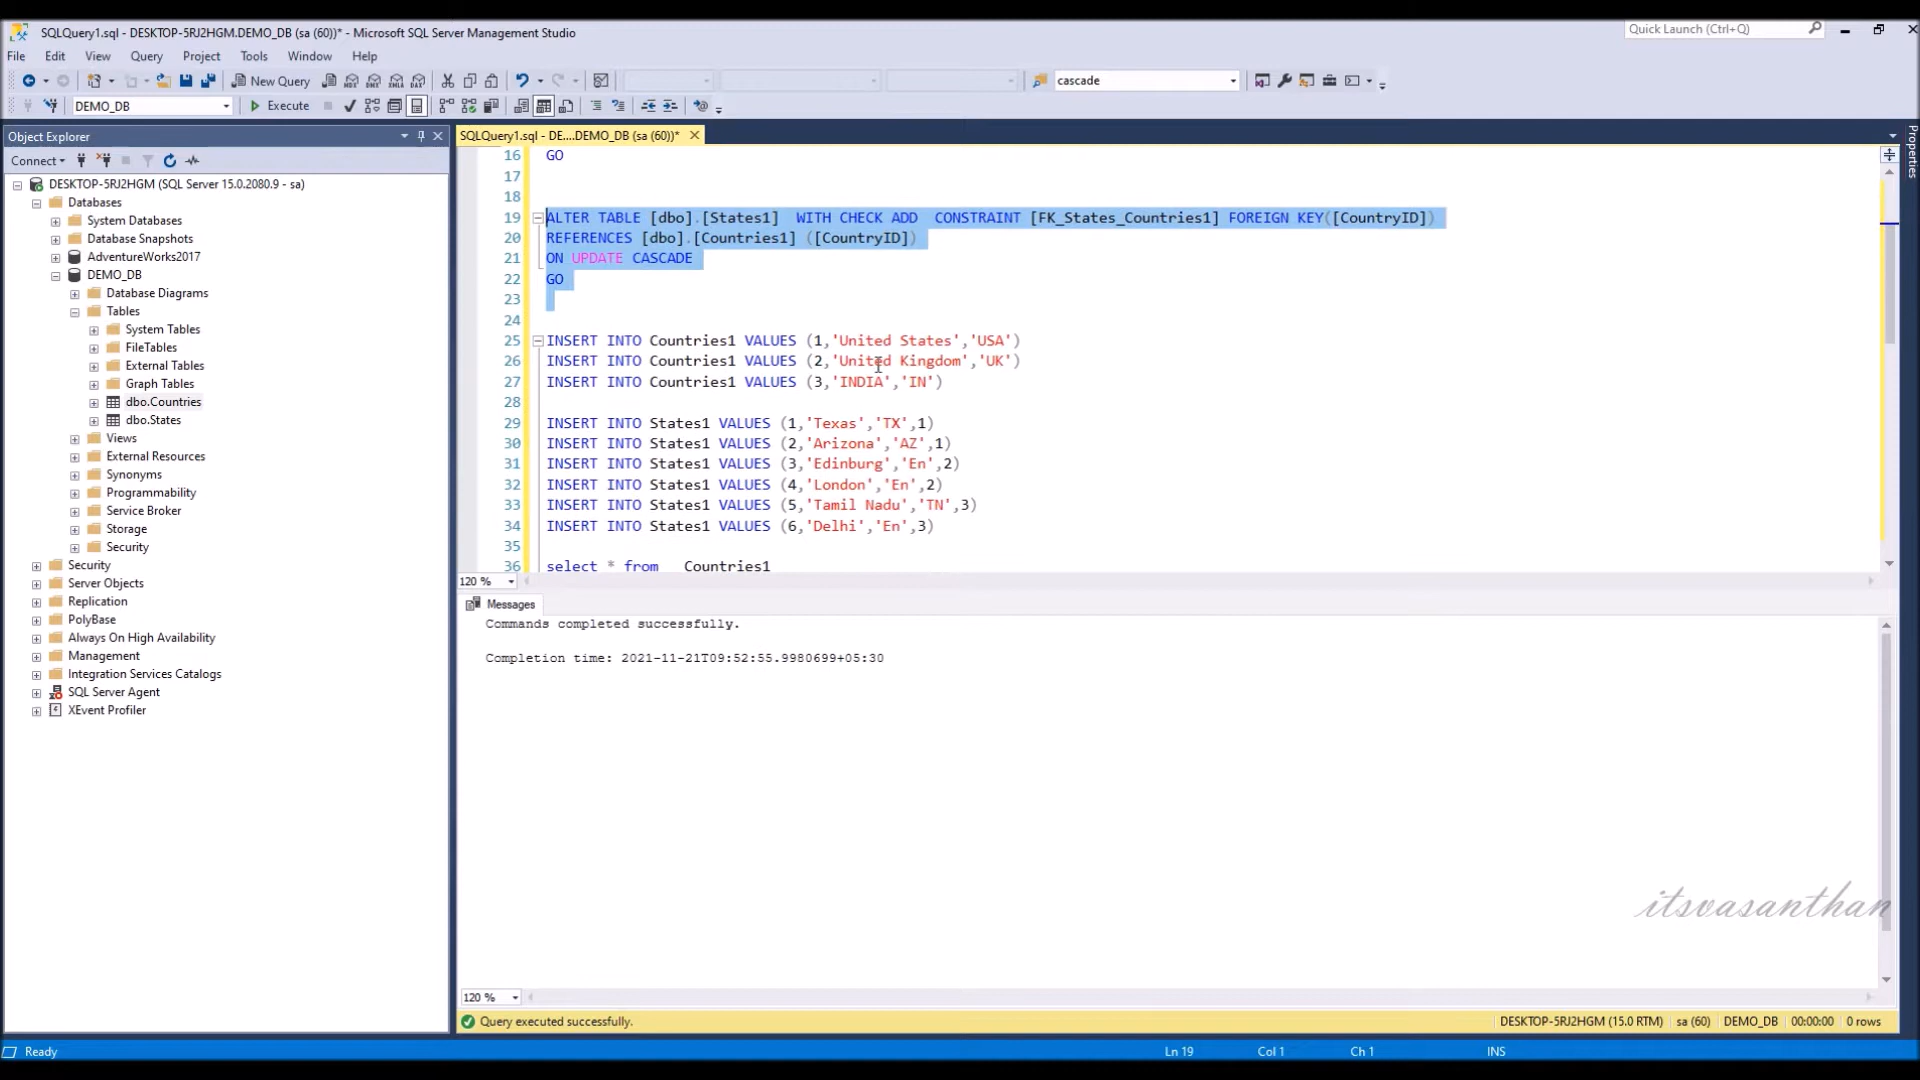 SQLQuery1.sql - DESKTOP-5RJ2HGM.DEMO_DB (sa (60))* - Microsoft SQL Server Management Studio
Quick Launch (Ctrl+Q)
File Edit View Query Project Tools Window Help
New Query
cascade
DEMO_DB
Execute
Object Explorer
Connect
DESKTOP-5RJ2HGM (SQL Server 15.0.2080.9 - sa)
Databases
System Databases
Database Snapshots
AdventureWorks2017
DEMO_DB
Database Diagrams
Tables
System Tables
FileTables
External Tables
Graph Tables
dbo.Countries
dbo.States
Views
External Resources
Synonyms
Programmability
Service Broker
Storage
Security
Security
Server Objects
Replication
PolyBase
Always On High Availability
Management
Integration Services Catalogs
SQL Server Agent
XEvent Profiler
SQLQuery1.sql - DE....DEMO_DB (sa (60))*
Properties
16 GO
17
18
19 ALTER TABLE [dbo].[States1]  WITH CHECK ADD  CONSTRAINT [FK_States_Countries1] FOREIGN KEY([CountryID])
20 REFERENCES [dbo].[Countries1] ([CountryID])
21 ON UPDATE CASCADE
22 GO
23
24
25 INSERT INTO Countries1 VALUES (1,'United States','USA')
26 INSERT INTO Countries1 VALUES (2,'United Kingdom','UK')
27 INSERT INTO Countries1 VALUES (3,'INDIA','IN')
28
29 INSERT INTO States1 VALUES (1,'Texas','TX',1)
30 INSERT INTO States1 VALUES (2,'Arizona','AZ',1)
31 INSERT INTO States1 VALUES (3,'Edinburg','En',2)
32 INSERT INTO States1 VALUES (4,'London','En',2)
33 INSERT INTO States1 VALUES (5,'Tamil Nadu','TN',3)
34 INSERT INTO States1 VALUES (6,'Delhi','En',3)
35
36 select * from   Countries1
120 %
Messages
Commands completed successfully.
Completion time: 2021-11-21T09:52:55.9980699+05:30
itsvasanthan
120 %
Query executed successfully.
DESKTOP-5RJ2HGM (15.0 RTM) sa (60) DEMO_DB 00:00:00 0 rows
Ready
Ln 19 Col 1 Ch 1 INS